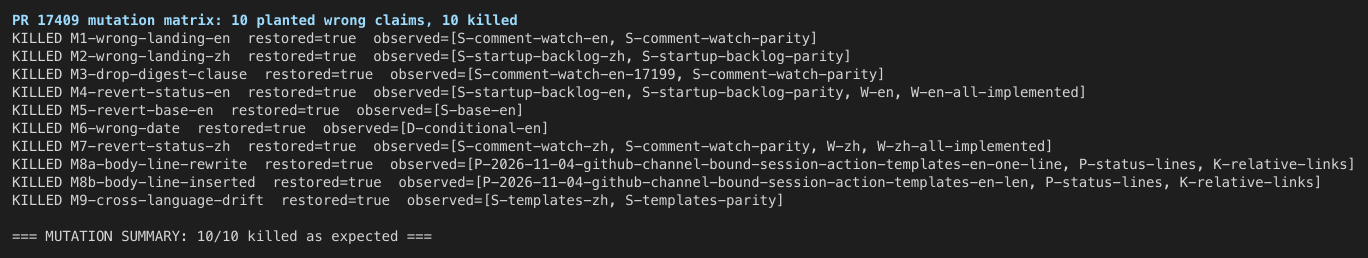 PR 17409 mutation matrix: 10 planted wrong claims, 10 killed
KILLED M1-wrong-landing-en  restored=true  observed=[S-comment-watch-en, S-comment-watch-parity]
KILLED M2-wrong-landing-zh  restored=true  observed=[S-startup-backlog-zh, S-startup-backlog-parity]
KILLED M3-drop-digest-clause  restored=true  observed=[S-comment-watch-en-17199, S-comment-watch-parity]
KILLED M4-revert-status-en  restored=true  observed=[S-startup-backlog-en, S-startup-backlog-parity, W-en, W-en-all-implemented]
KILLED M5-revert-base-en  restored=true  observed=[S-base-en]
KILLED M6-wrong-date  restored=true  observed=[D-conditional-en]
KILLED M7-revert-status-zh  restored=true  observed=[S-comment-watch-zh, S-comment-watch-parity, W-zh, W-zh-all-implemented]
KILLED M8a-body-line-rewrite  restored=true  observed=[P-2026-11-04-github-channel-bound-session-action-templates-en-one-line, P-status-lines, K-relative-links]
KILLED M8b-body-line-inserted  restored=true  observed=[P-2026-11-04-github-channel-bound-session-action-templates-en-len, P-status-lines, K-relative-links]
KILLED M9-cross-language-drift  restored=true  observed=[S-templates-zh, S-templates-parity]
=== MUTATION SUMMARY: 10/10 killed as expected ===